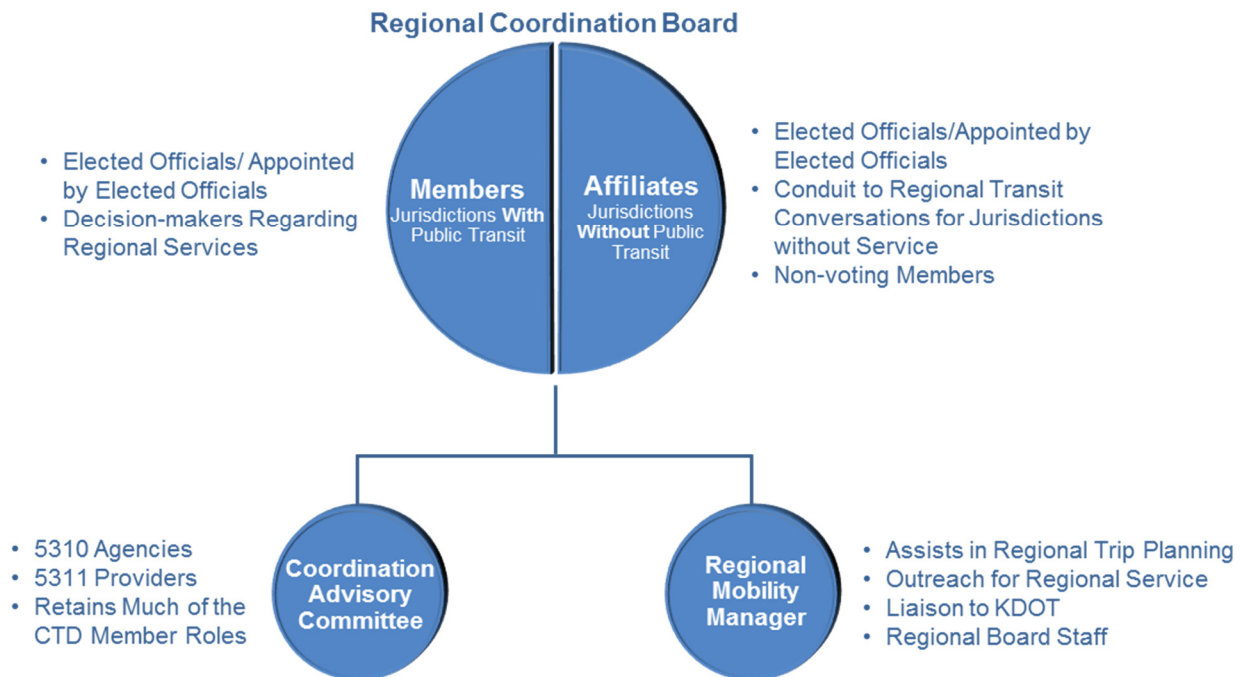 Regional Coordination Board
• Elected Officials/ Appointed
by Elected Officials
• Decision-makers Regarding
Regional Services
Members
Jurisdictions With
Public Transit
Affiliates
Jurisdictions
Without Public
Transit
• Elected Officials/Appointed by
Elected Officials
• Conduit to Regional Transit
Conversations for Jurisdictions
without Service
• Non-voting Members
• 5310 Agencies
• 5311 Providers
• Retains Much of the
CTD Member Roles
Coordination
Advisory
Committee
Regional
Mobility
Manager
• Assists in Regional Trip Planning
• Outreach for Regional Service
• Liaison to KDOT
• Regional Board Staff